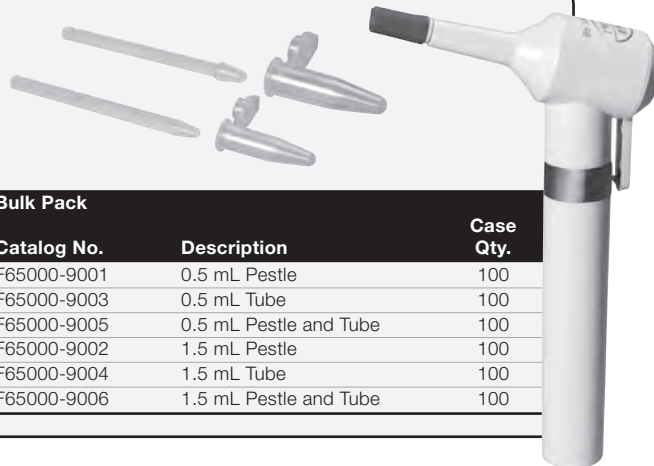 Bulk Pack
Case
Catalog No. Description Qty.
F65000-9001 0.5 mL Pestle 100
F65000-9003 0.5 mL Tube 100
F65000-9005 0.5 mL Pestle and Tube 100
F65000-9002 1.5 mL Pestle 100
F65000-9004 1.5 mL Tube 100
F65000-9006 1.5 mL Pestle and Tube 100